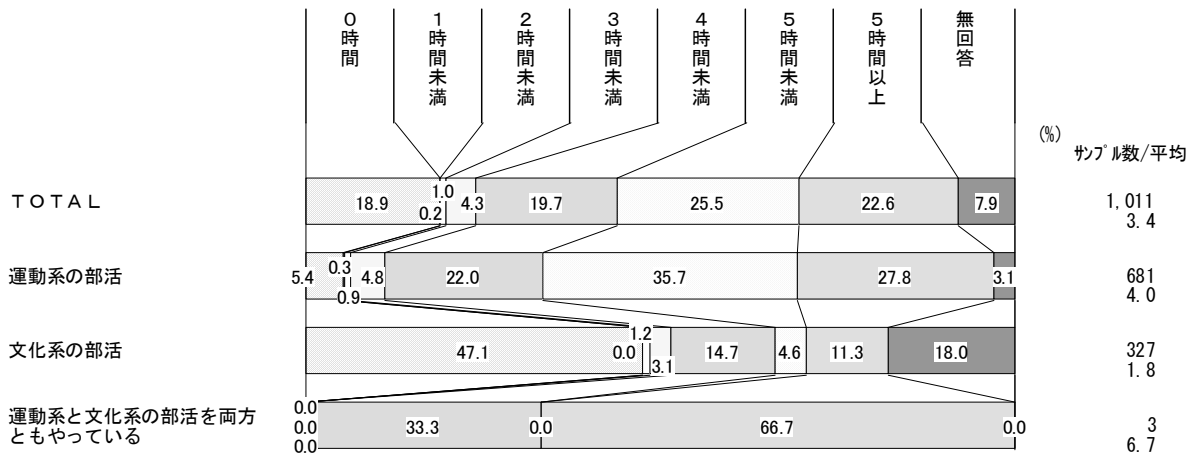 0時間
1時間未満
2時間未満
3時間未満
4時間未満
5時間未満
5時間以上
無回答
(%)
サンプル数/平均
TOTAL
18.9
0.2
1.0
4.3
19.7
25.5
22.6
7.9
1,011
3.4
運動系の部活
5.4
0.3
0.9
4.8
22.0
35.7
27.8
3.1
681
4.0
文化系の部活
47.1
0.0
1.2
3.1
14.7
4.6
11.3
18.0
327
1.8
運動系と文化系の部活を両方
ともやっている
0.0
0.0
0.0
33.3
0.0
66.7
0.0
3
6.7